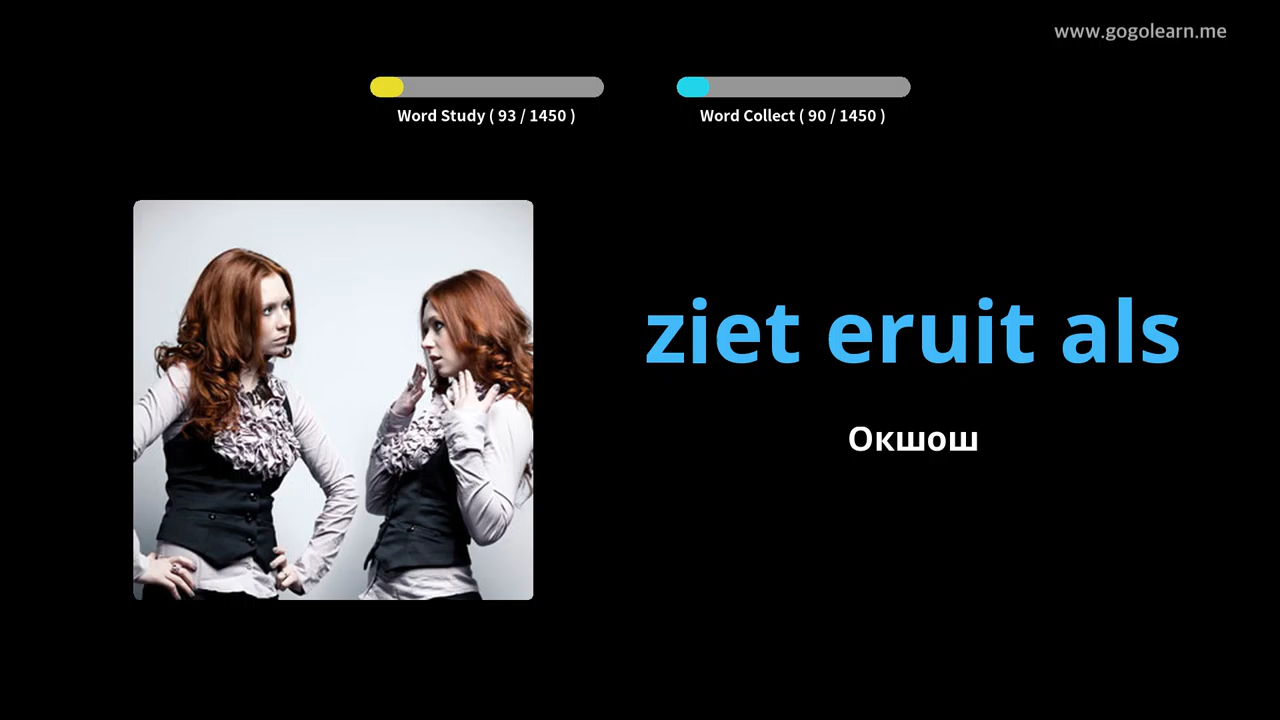 www.gogolearn.me
Word Study ( 93 / 1450 )
Word Collect ( 90 / 1450 )
ziet eruit als
Окшош